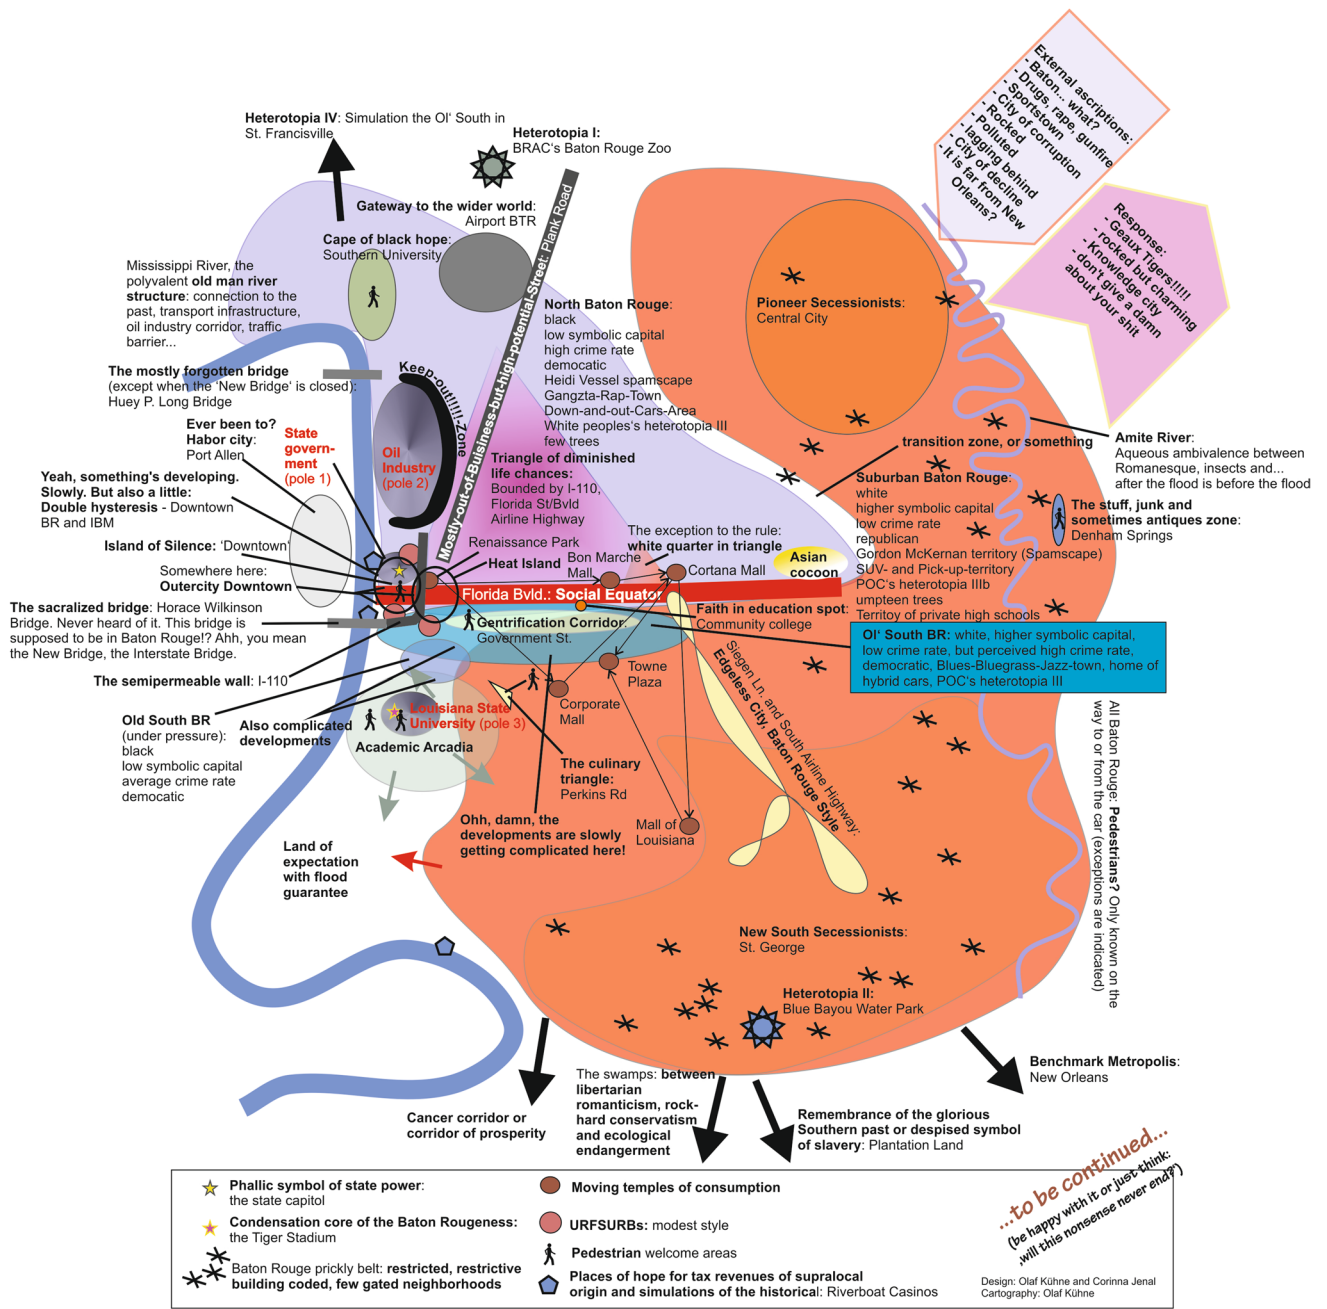 External ascriptions:
- Baton... what?
- Drugs, rape, gunfire
- Sportstown
- City of corruption
- Rocked
- Polluted
- lagging behind
- City of decline
- It is far from New
Orleans?
Response:
- Geaux Tigers!!!!!
- rocked but charming
- Knowledge city
- don't give a damn
about your shit
Heterotopia IV: Simulation the Ol' South in
St. Francisville
Heterotopia I:
BRAC's Baton Rouge Zoo
Gateway to the wider world:
Airport BTR
Cape of black hope:
Southern University
Mississippi River, the
polyvalent old man river
structure: connection to the
past, transport infrastructure,
oil industry corridor, traffic
barrier...
Mostly-out-of-Buisiness-but-high-potential-Street: Plank Road
North Baton Rouge:
black
low symbolic capital
high crime rate
democatic
Heidi Vessel spamscape
Gangzta-Rap-Town
Down-and-out-Cars-Area
White peoples's heterotopia III
few trees
Pioneer Secessionists:
Central City
The mostly forgotten bridge
(except when the 'New Bridge' is closed):
Huey P. Long Bridge
Keep-out!!!!!-Zone
Ever been to?
Habor city:
Port Allen
State
govern-
ment
(pole 1)
Oil
Industry
(pole 2)
Triangle of diminished
life chances:
Bounded by I-110,
Florida St/Bvld
Airline Highway
transition zone, or something
Amite River:
Aqueous ambivalence between
Romanesque, insects and...
after the flood is before the flood
Yeah, something's developing.
Slowly. But also a little:
Double hysteresis - Downtown
BR and IBM
Suburban Baton Rouge:
white
higher symbolic capital
low crime rate
republican
Gordon McKernan territory (Spamscape)
SUV- and Pick-up-territory
POC's heterotopia IIIb
umpteen trees
Territory of private high schools
The stuff, junk and
sometimes antiques zone:
Denham Springs
Island of Silence: 'Downtown'
Renaissance Park
Heat Island
The exception to the rule:
white quarter in triangle
Bon Marche
Mall
Cortana Mall
Asian
cocoon
Somewhere here:
Outercity Downtown
Florida Bvld.: Social Equator
The sacralized bridge: Horace Wilkinson
Bridge. Never heard of it. This bridge is
supposed to be in Baton Rouge!? Ahh, you mean
the New Bridge, the Interstate Bridge.
Gentrification Corridor:
Government St.
Faith in education spot:
Community college
Ol' South BR: white, higher symbolic capital,
low crime rate, but perceived high crime rate,
democratic, Blues-Bluegrass-Jazz-town, home of
hybrid cars, POC's heterotopia III
The semipermeable wall: I-110
Towne
Plaza
Siegen Ln. and South Airline Highway:
Edgeless City, Baton Rouge Style
Old South BR
(under pressure):
black
low symbolic capital
average crime rate
democatic
Also complicated
developments
Louisiana State
University (pole 3)
Academic Arcadia
Corporate
Mall
The culinary
triangle:
Perkins Rd
Mall of
Louisiana
Ohh, damn, the
developments are slowly
getting complicated here!
All Baton Rouge: Pedestrians? Only known on the
way to or from the car (exceptions are indicated)
Land of
expectation
with flood
guarantee
New South Secessionists:
St. George
Heterotopia II:
Blue Bayou Water Park
Cancer corridor or
corridor of prosperity
The swamps: between
libertarian
romanticism, rock-
hard conservatism
and ecological
endangerment
Remembrance of the glorious
Southern past or despised symbol
of slavery: Plantation Land
Benchmark Metropolis:
New Orleans
Phallic symbol of state power:
the state capitol
Condensation core of the Baton Rougeness:
the Tiger Stadium
Baton Rouge prickly belt: restricted, restrictive
building coded, few gated neighborhoods
Moving temples of consumption
URFSURBs: modest style
Pedestrian welcome areas
Places of hope for tax revenues of supralocal
origin and simulations of the historical: Riverboat Casinos
...to be continued...
(be happy with it or just think:
,will this nonsense never end?')
Design: Olaf Kühne and Corinna Jenal
Cartography: Olaf Kühne